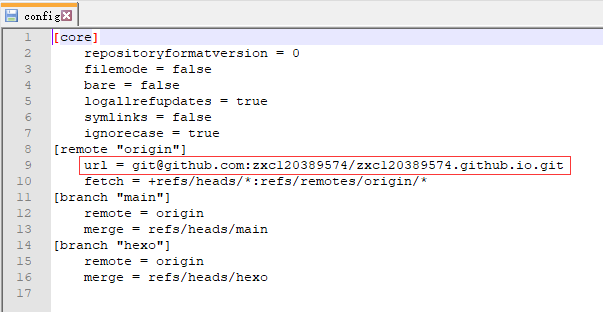 config
1 [core]
2 repositoryformatversion = 0
3 filemode = false
4 bare = false
5 logallrefupdates = true
6 symlinks = false
7 ignorecase = true
8 [remote "origin"]
9 url = git@github.com:zxc120389574/zxc120389574.github.io.git
10 fetch = +refs/heads/*:refs/remotes/origin/*
11 [branch "main"]
12 remote = origin
13 merge = refs/heads/main
14 [branch "hexo"]
15 remote = origin
16 merge = refs/heads/hexo
17